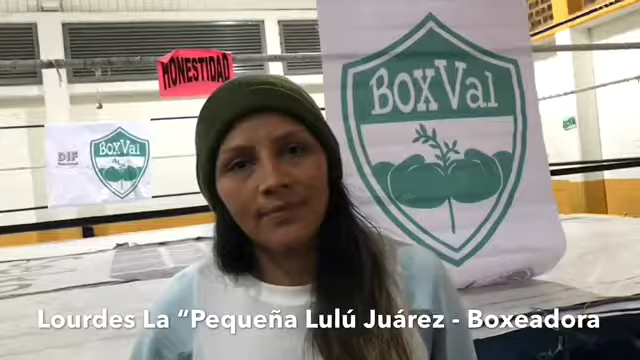 HONESTIDAD
BoxVal
DIF
BoxVal
Lourdes La “Pequeña Lulú Juárez - Boxeadora